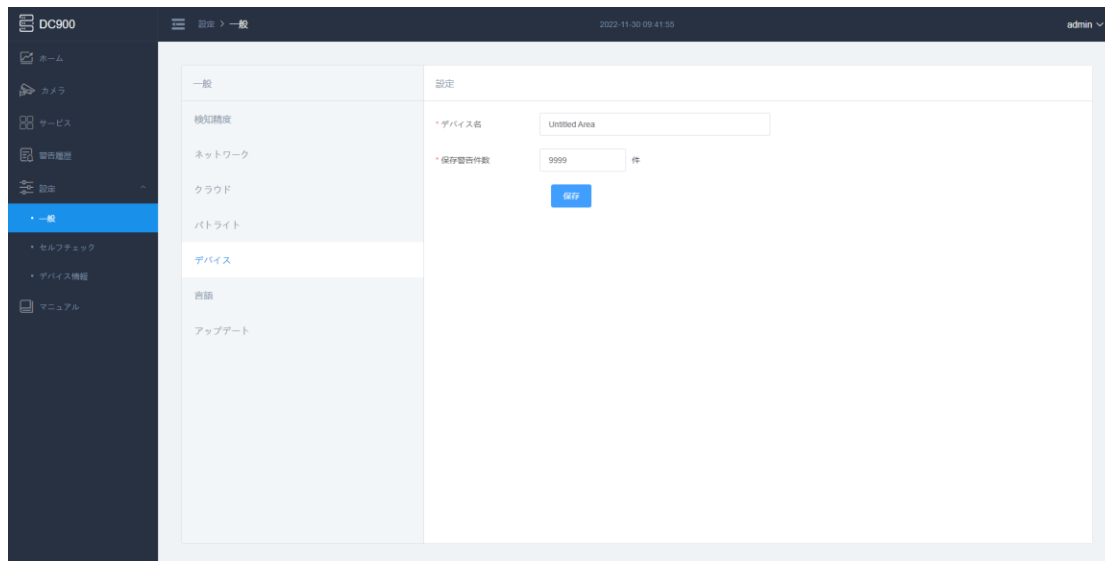 DC900
設定 > 一般
2022-11-30 09:41:55
admin
ホーム
カメラ
サービス
警告履歴
設定
・一般
・セルフチェック
・デバイス情報
マニュアル
一般
検知精度
ネットワーク
クラウド
パトライト
デバイス
言語
アップデート
設定
* デバイス名 Untitled Area
* 保存警告件数 9999 件
保存